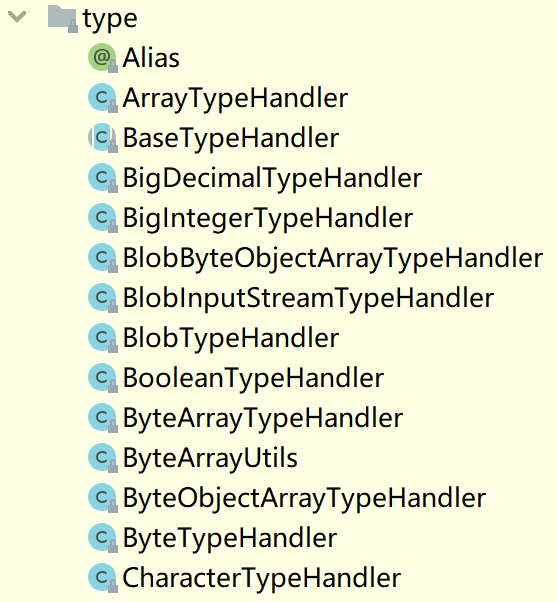 type
@ Alias
C ArrayTypeHandler
C BaseTypeHandler
C BigDecimalTypeHandler
C BigIntegerTypeHandler
C BlobByteObjectArrayTypeHandler
C BlobInputStreamTypeHandler
C BlobTypeHandler
C BooleanTypeHandler
C ByteArrayTypeHandler
C ByteArrayUtils
C ByteObjectArrayTypeHandler
C ByteTypeHandler
C CharacterTypeHandler